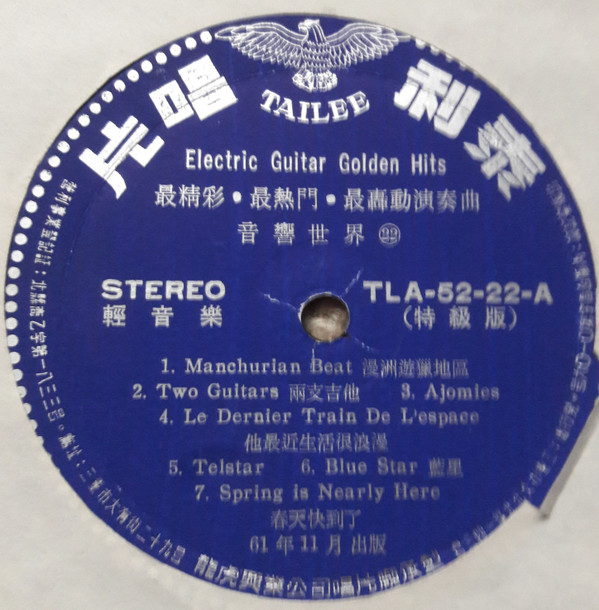 泰利唱片
TAILEE
Electric Guitar Golden Hits
最精彩・最熱門・最轟動演奏曲
音響世界㉒
STEREO
輕音樂
TLA-52-22-A
(特級版)
1. Manchurian Beat 漫洲遊獵地區
2. Two Guitars 兩支吉他 3. Ajomies
4. Le Dernier Train De L'espace
他最近生活很浪漫
5. Telstar 6. Blue Star 藍星
7. Spring is Nearly Here
春天快到了
61年11月出版
龍虎興業公司唱片